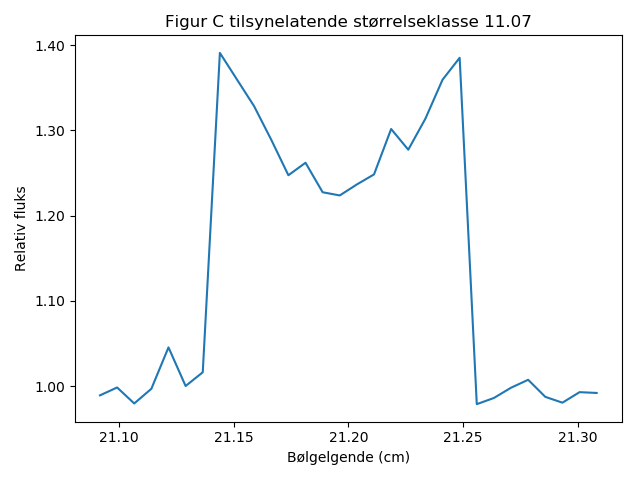 Figur C tilsynelatende størrelseklasse 11.07
1.40
1.30
1.20
1.10
1.00
Relativ fluks
21.10 21.15 21.20 21.25 21.30
Bølgelgende (cm)